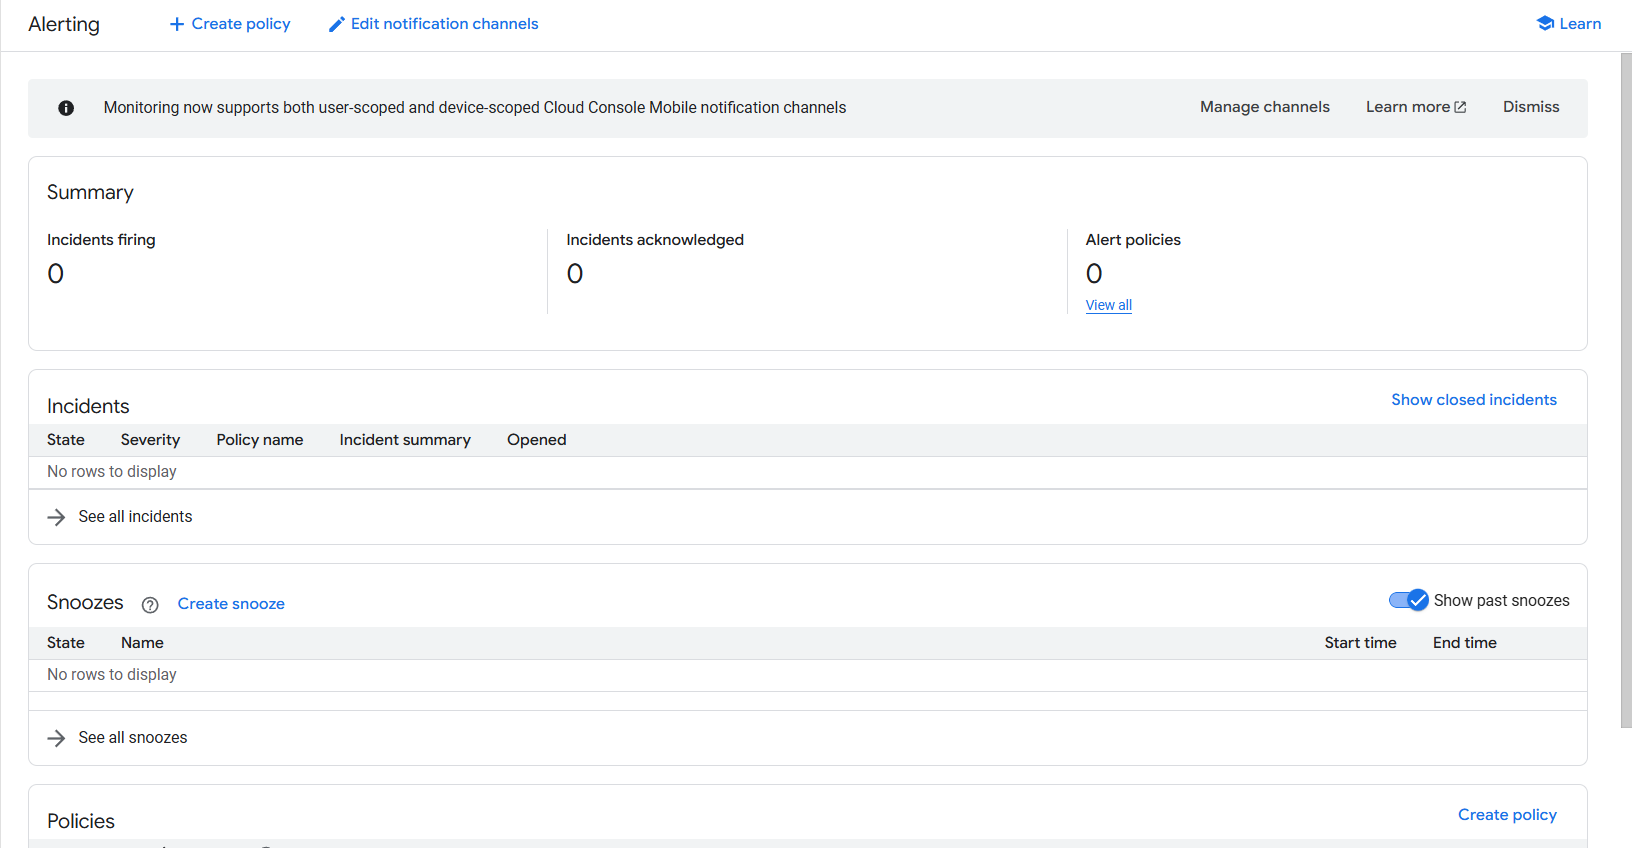 Alerting
Create policy
Edit notification channels
Learn
Monitoring now supports both user-scoped and device-scoped Cloud Console Mobile notification channels
Manage channels
Learn more
Dismiss
Summary
Incidents firing
0
Incidents acknowledged
0
Alert policies
0
View all
Incidents
Show closed incidents
State Severity Policy name Incident summary Opened
No rows to display
See all incidents
Snoozes
Create snooze
Show past snoozes
State Name Start time End time
No rows to display
See all snoozes
Policies
Create policy